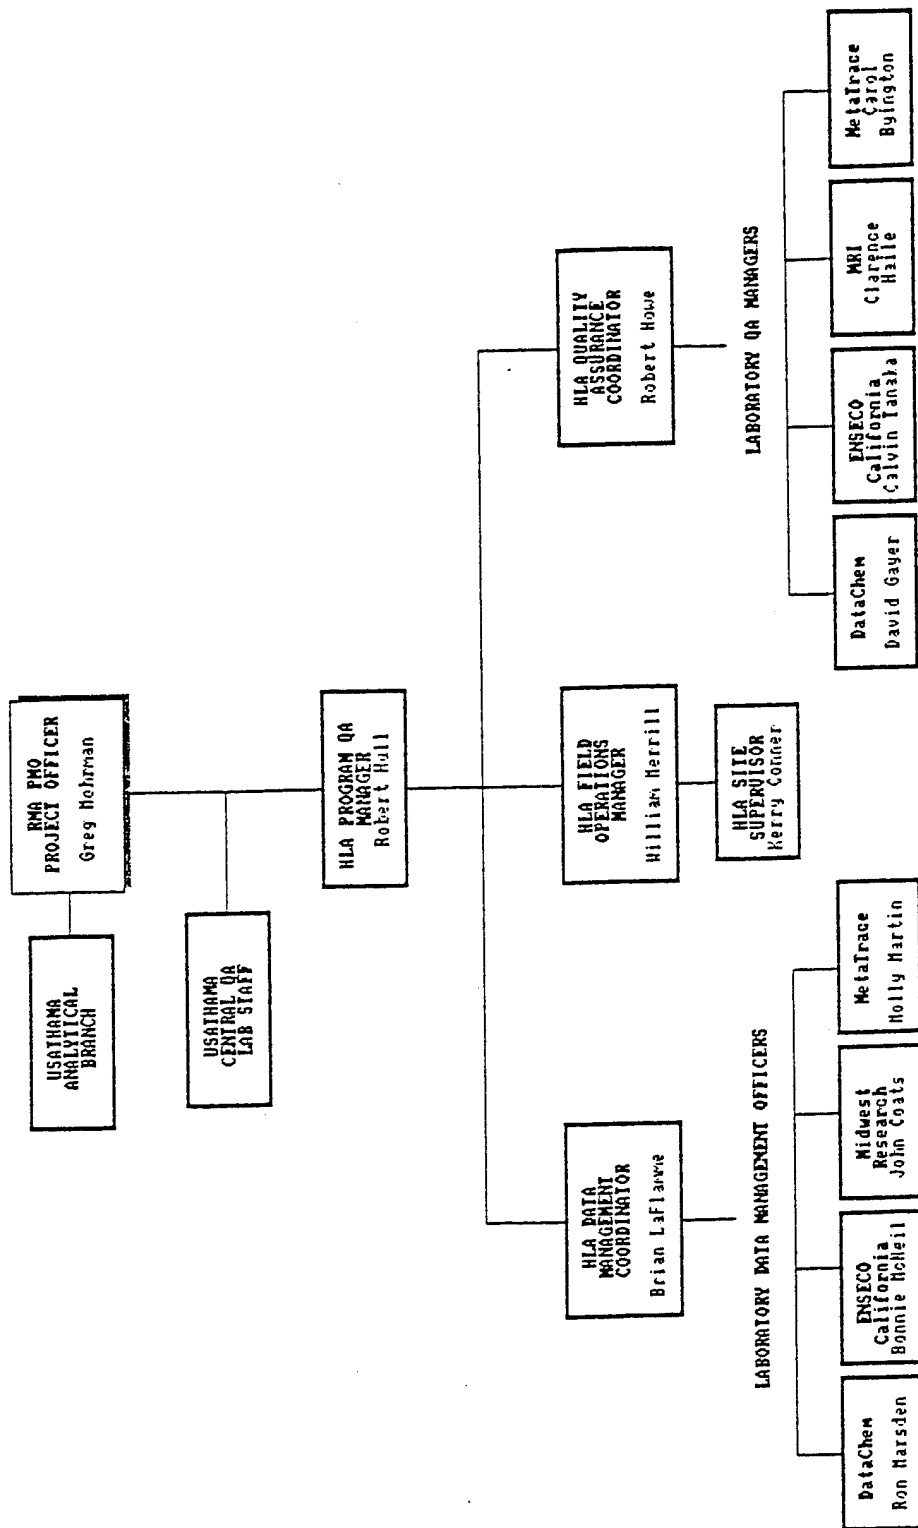 RMA PMO
PROJECT OFFICER
Greg Mohrman
USATHAMA
ANALYTICAL
BRANCH
USATHAMA
CENTRAL QA
LAB STAFF
HLA PROGRAM QA
MANAGER
Robert Hull
HLA DATA
MANAGEMENT
COORDINATOR
Brian LaFlamme
HLA FIELD
OPERATIONS
MANAGER
William Merrill
HLA QUALITY
ASSURANCE
COORDINATOR
Robert Howe
HLA SITE
SUPERVISOR
Kerry Conner
LABORATORY DATA MANAGEMENT OFFICERS
DataChem
Ron Marsden
ENSECO
California
Bonnie McNeil
Midwest
Research
John Coats
MetaTrace
Molly Martin
LABORATORY QA MANAGERS
DataChem
David Gayer
ENSECO
California
Calvin Tanaka
MRI
Clarence
Haile
MetaTrace
Carol
Byington